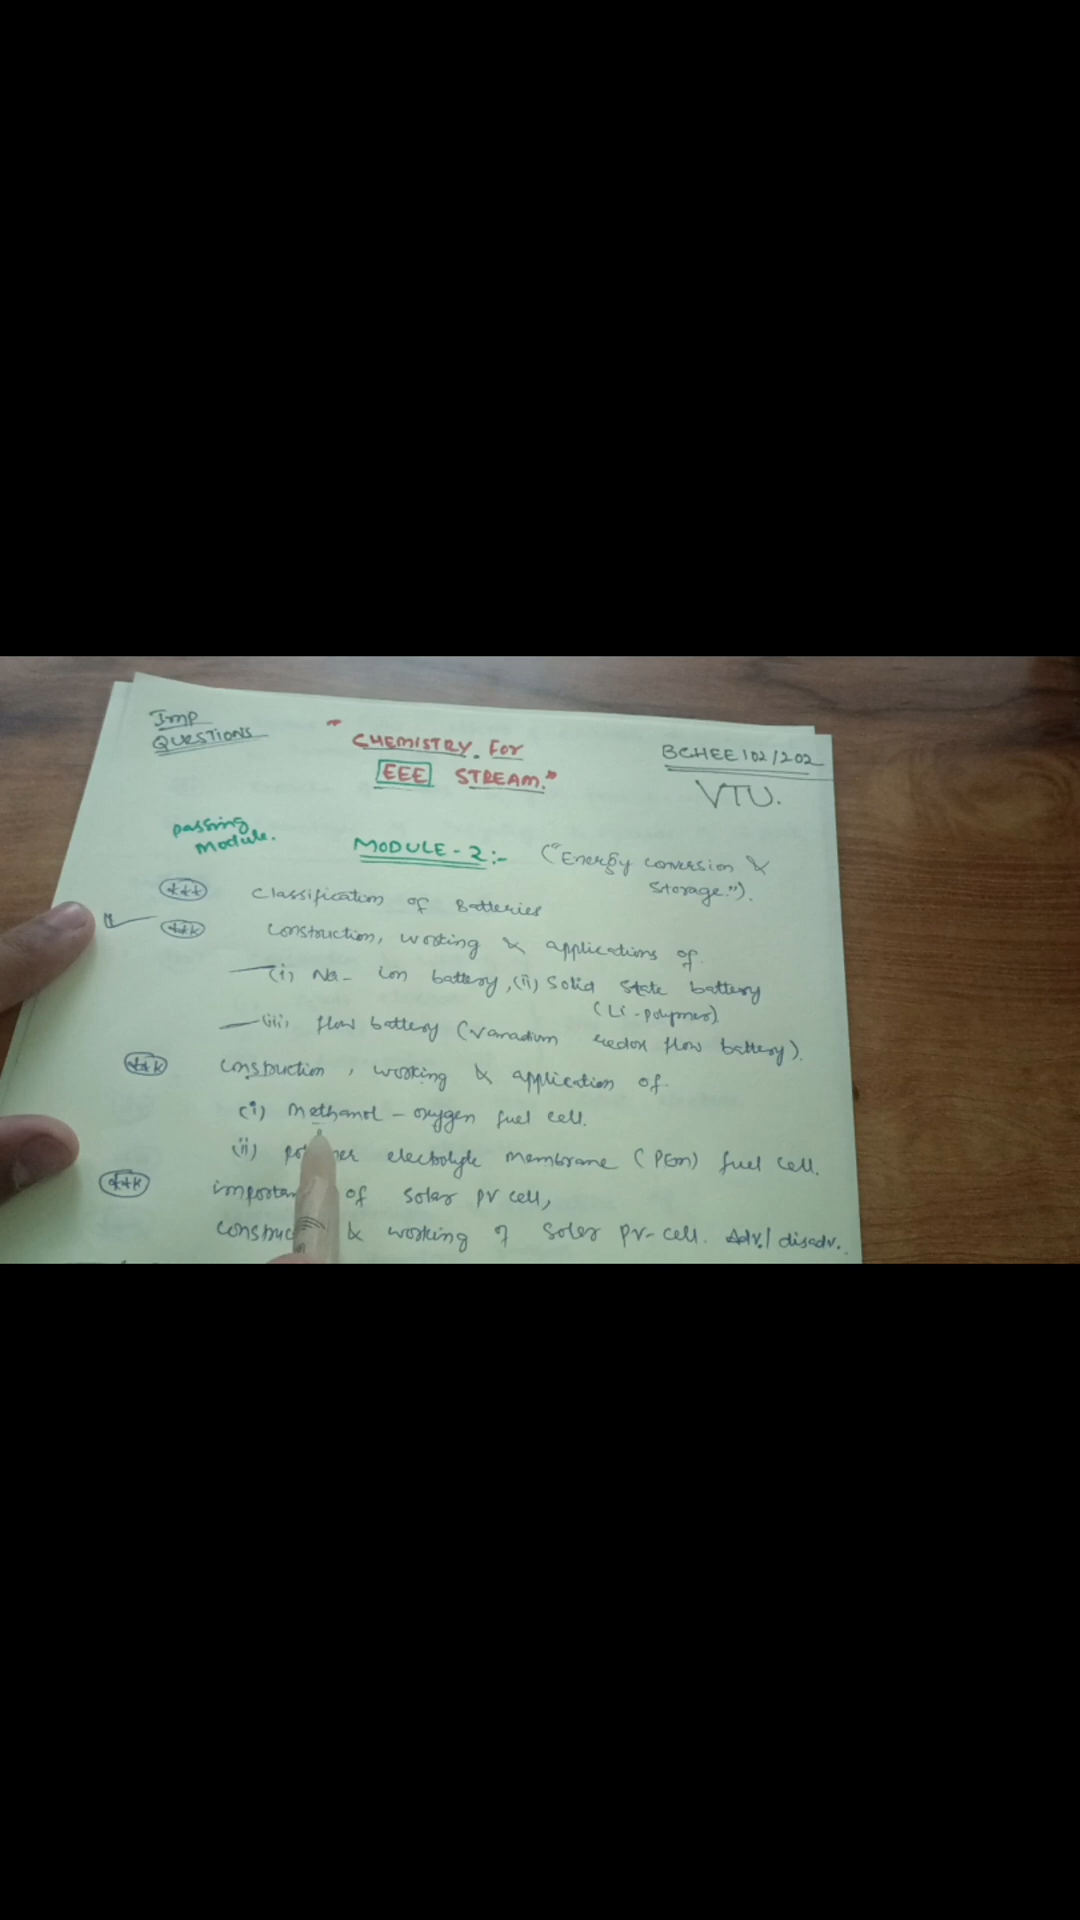 Imp
QUESTIONS
"CHEMISTRY For
EEE STREAM."
BCHEE102/202
VTU.
passing
module.
MODULE-2:- ("Energy conversion &
Storage.").
*** Classification of Batteries
*** construction, working & applications of
(i) Na-ion battery, (ii) Solid state battery
(Li-polymer)
(iii) flow battery (vanadium redox flow battery).
*** construction, working & application of
(i) Methanol-oxygen fuel cell.
(ii) electrolyte membrane (PEM) fuel cell.
*** of solar PV cell,
& working of solar PV-cell. Adv./disadv.